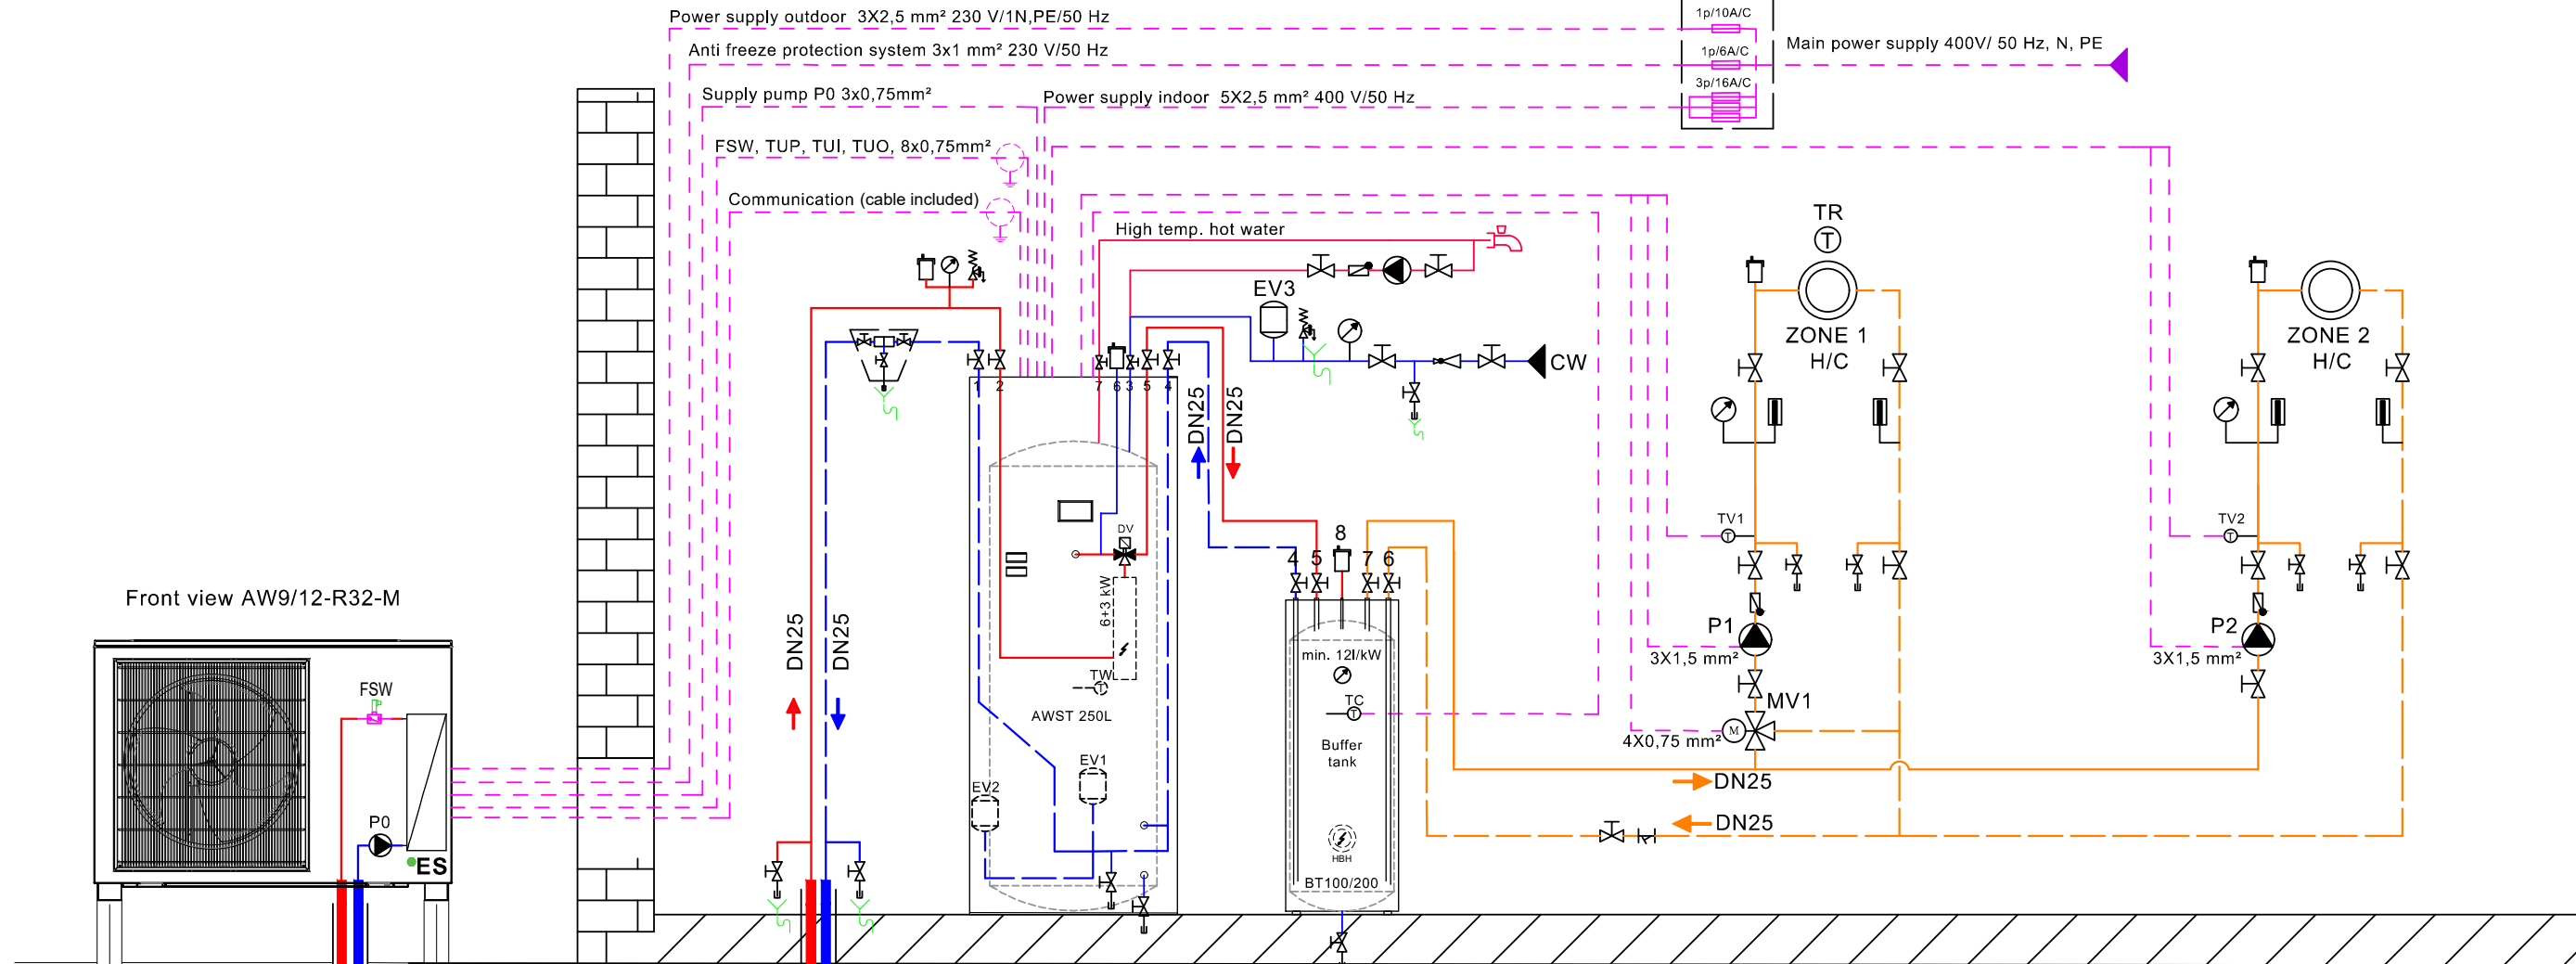 Power supply outdoor 3X2,5 mm² 230 V/1N,PE/50 Hz
1p/10A/C
Anti freeze protection system 3x1 mm² 230 V/50 Hz
1p/6A/C
Main power supply 400V/ 50 Hz, N, PE
3p/16A/C
Supply pump P0 3x0,75mm²
Power supply indoor 5X2,5 mm² 400 V/50 Hz
FSW, TUP, TUI, TUO, 8x0,75mm²
Communication (cable included)
High temp. hot water
TR
T
EV3
ZONE 1
H/C
ZONE 2
H/C
CW
1
2
7
6
3
5
4
DN25
DN25
TV1
T
TV2
T
DV
8
4
5
7
6
6+3 kW
Front view AW9/12-R32-M
DN25
DN25
P1
3X1,5 mm²
P2
3X1,5 mm²
min. 12l/kW
TW
T
TC
T
FSW
AWST 250L
MV1
M
4X0,75 mm²
Buffer
tank
EV1
EV2
DN25
DN25
P0
ES
HBH
BT100/200